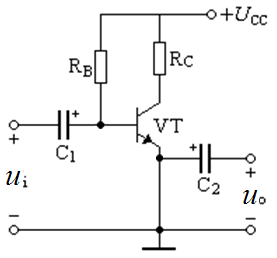 +U_CC
R_B
R_C
VT
+
+
C_1
C_2
+
+
u_i
u_o
−
−